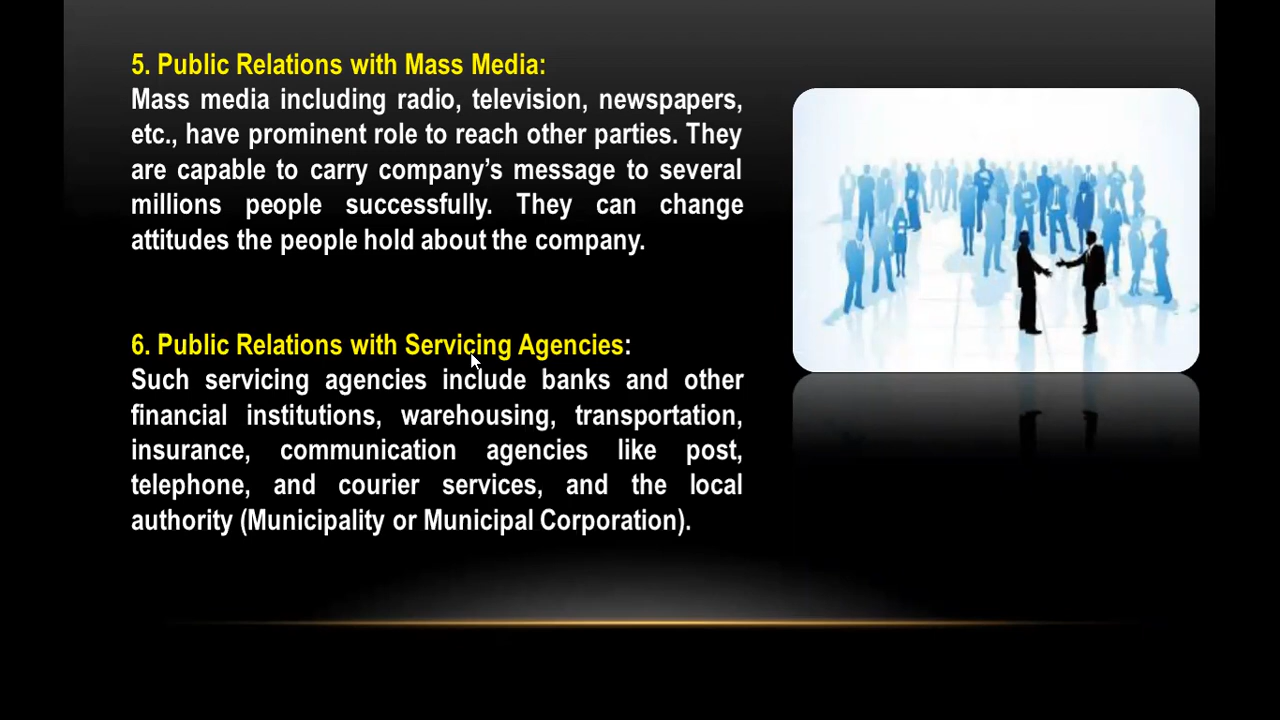 5. Public Relations with Mass Media:
Mass media including radio, television, newspapers,
etc., have prominent role to reach other parties. They
are capable to carry company’s message to several
millions people successfully. They can change
attitudes the people hold about the company.
6. Public Relations with Servicing Agencies:
Such servicing agencies include banks and other
financial institutions, warehousing, transportation,
insurance, communication agencies like post,
telephone, and courier services, and the local
authority (Municipality or Municipal Corporation).